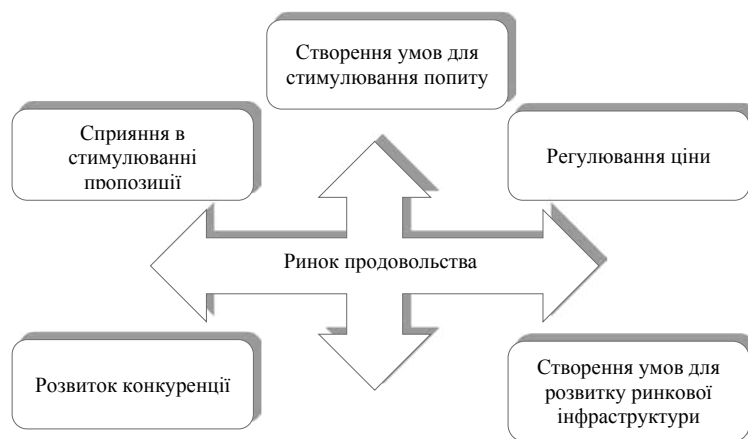 Створення умов для
стимулювання попиту
Сприяння в
стимулюванні
пропозиції
Регулювання ціни
Ринок продовольства
Розвиток конкуренції
Створення умов для
розвитку ринкової
інфраструктури